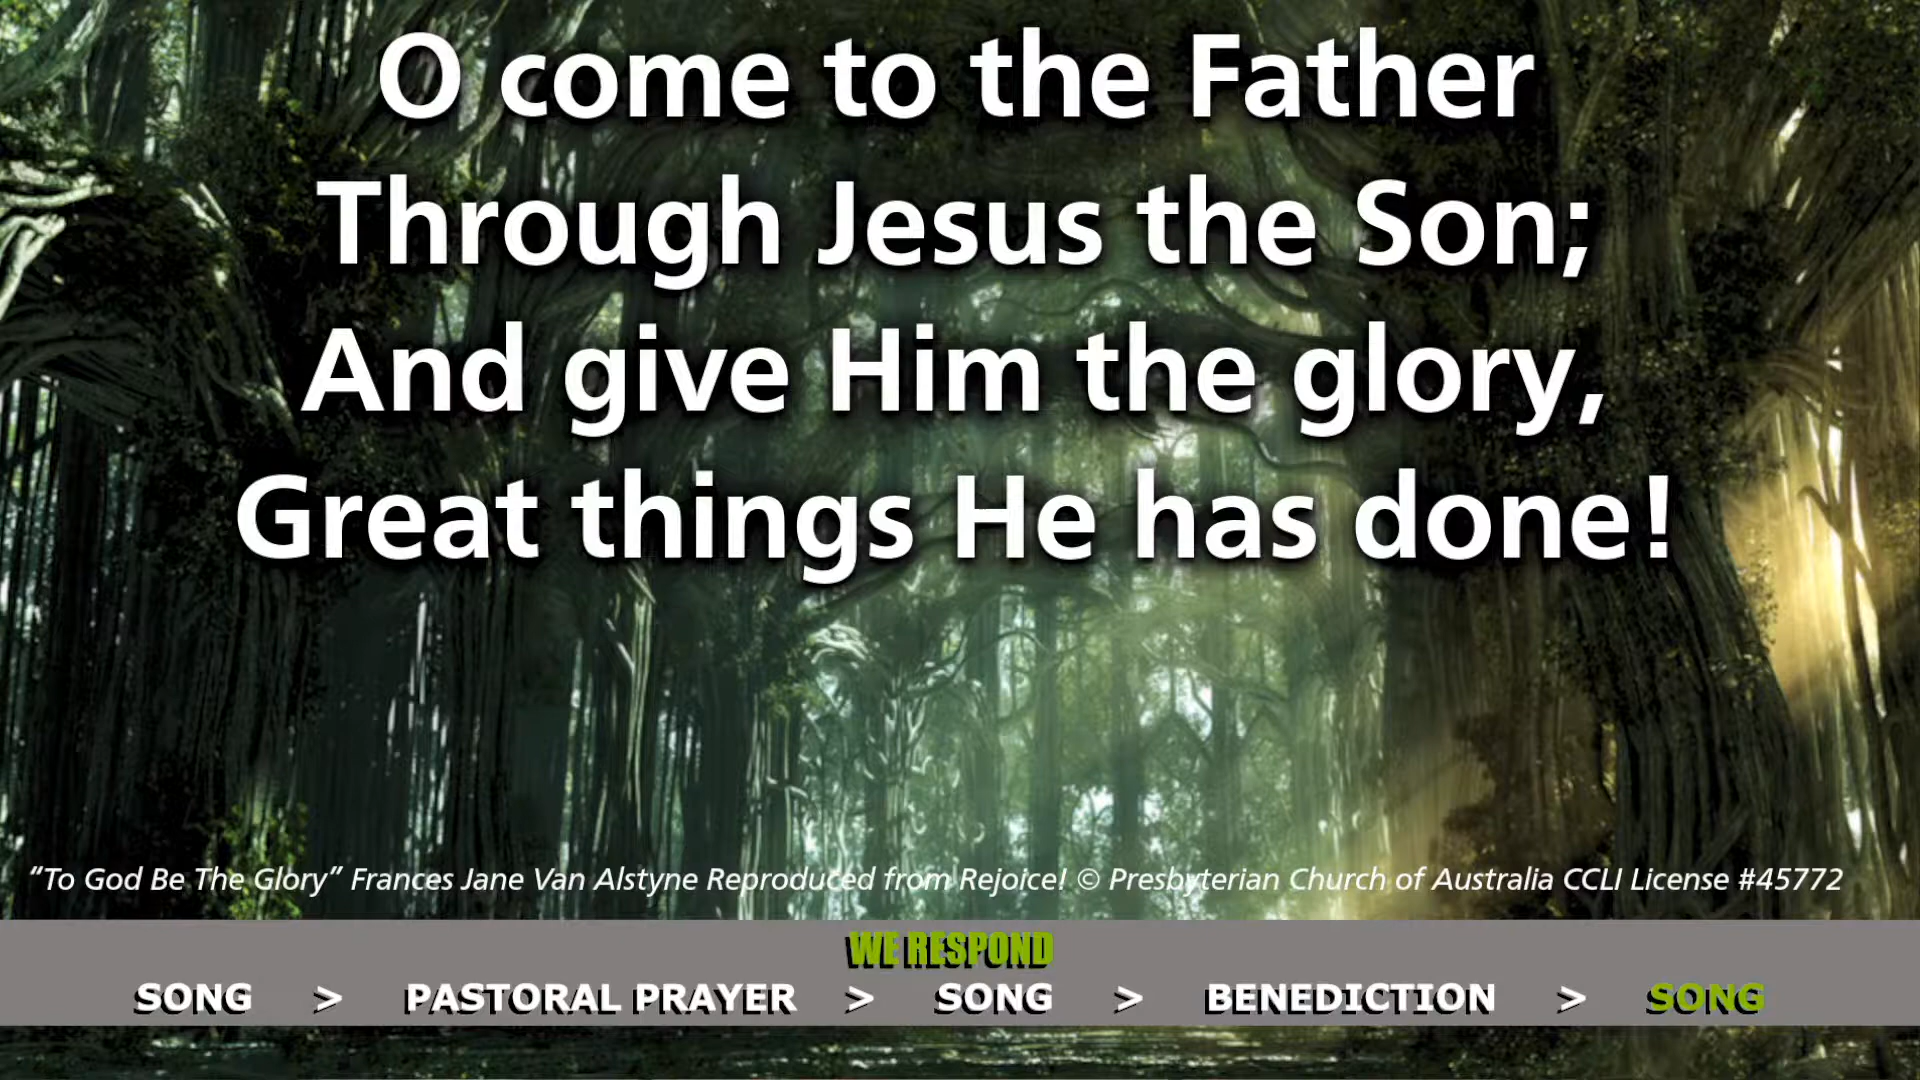 O come to the Father
Through Jesus the Son;
And give Him the glory,
Great things He has done!
“To God Be The Glory” Frances Jane Van Alstyne Reproduced from Rejoice! © Presbyterian Church of Australia CCLI License #45772
WE RESPOND
SONG > PASTORAL PRAYER > SONG > BENEDICTION > SONG